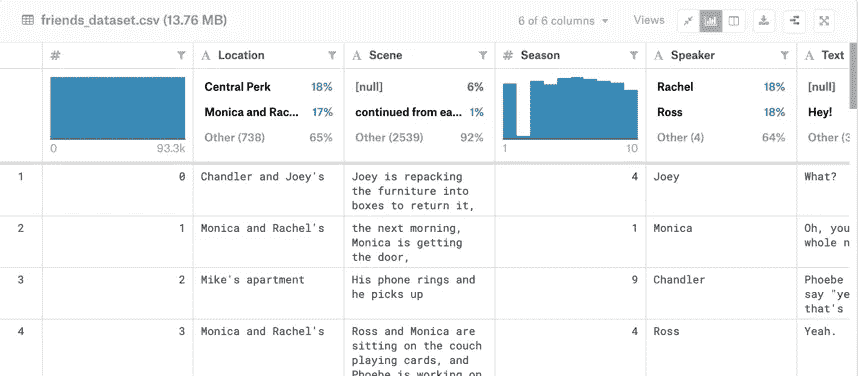 friends_dataset.csv (13.76 MB) 6 of 6 columns Views
# A Location A Scene # Season A Speaker A Text
Central Perk 18% [null] 6% Rachel 18% [null]
Monica and Rac... 17% continued from ea... 1% Ross 18% Hey!
Other (738) 65% Other (2539) 92% Other (4) 64% Other (3
0 93.3k 1 10
1 0 Chandler and Joey's Joey is repacking 4 Joey What?
the furniture into
boxes to return it,
2 1 Monica and Rachel's the next morning, 1 Monica Oh, you
Monica is getting whole n
the door,
3 2 Mike's apartment His phone rings and 9 Chandler Phoebe
he picks up say "ye
that's
4 3 Monica and Rachel's Ross and Monica are 4 Ross Yeah.
sitting on the couch
playing cards, and
Phoebe is working on